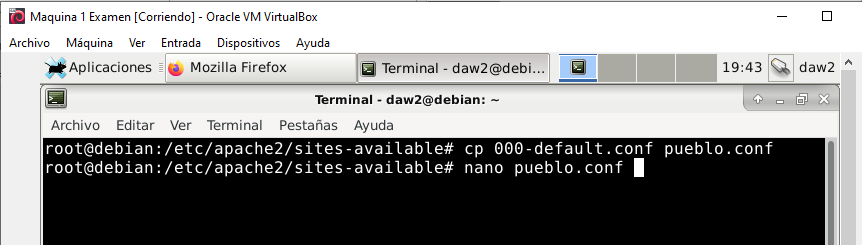 Maquina 1 Examen [Corriendo] - Oracle VM VirtualBox
Archivo Máquina Ver Entrada Dispositivos Ayuda
Aplicaciones Mozilla Firefox Terminal - daw2@debi... 19:43 daw2
Terminal - daw2@debian: ~
Archivo Editar Ver Terminal Pestañas Ayuda
root@debian:/etc/apache2/sites-available# cp 000-default.conf pueblo.conf
root@debian:/etc/apache2/sites-available# nano pueblo.conf